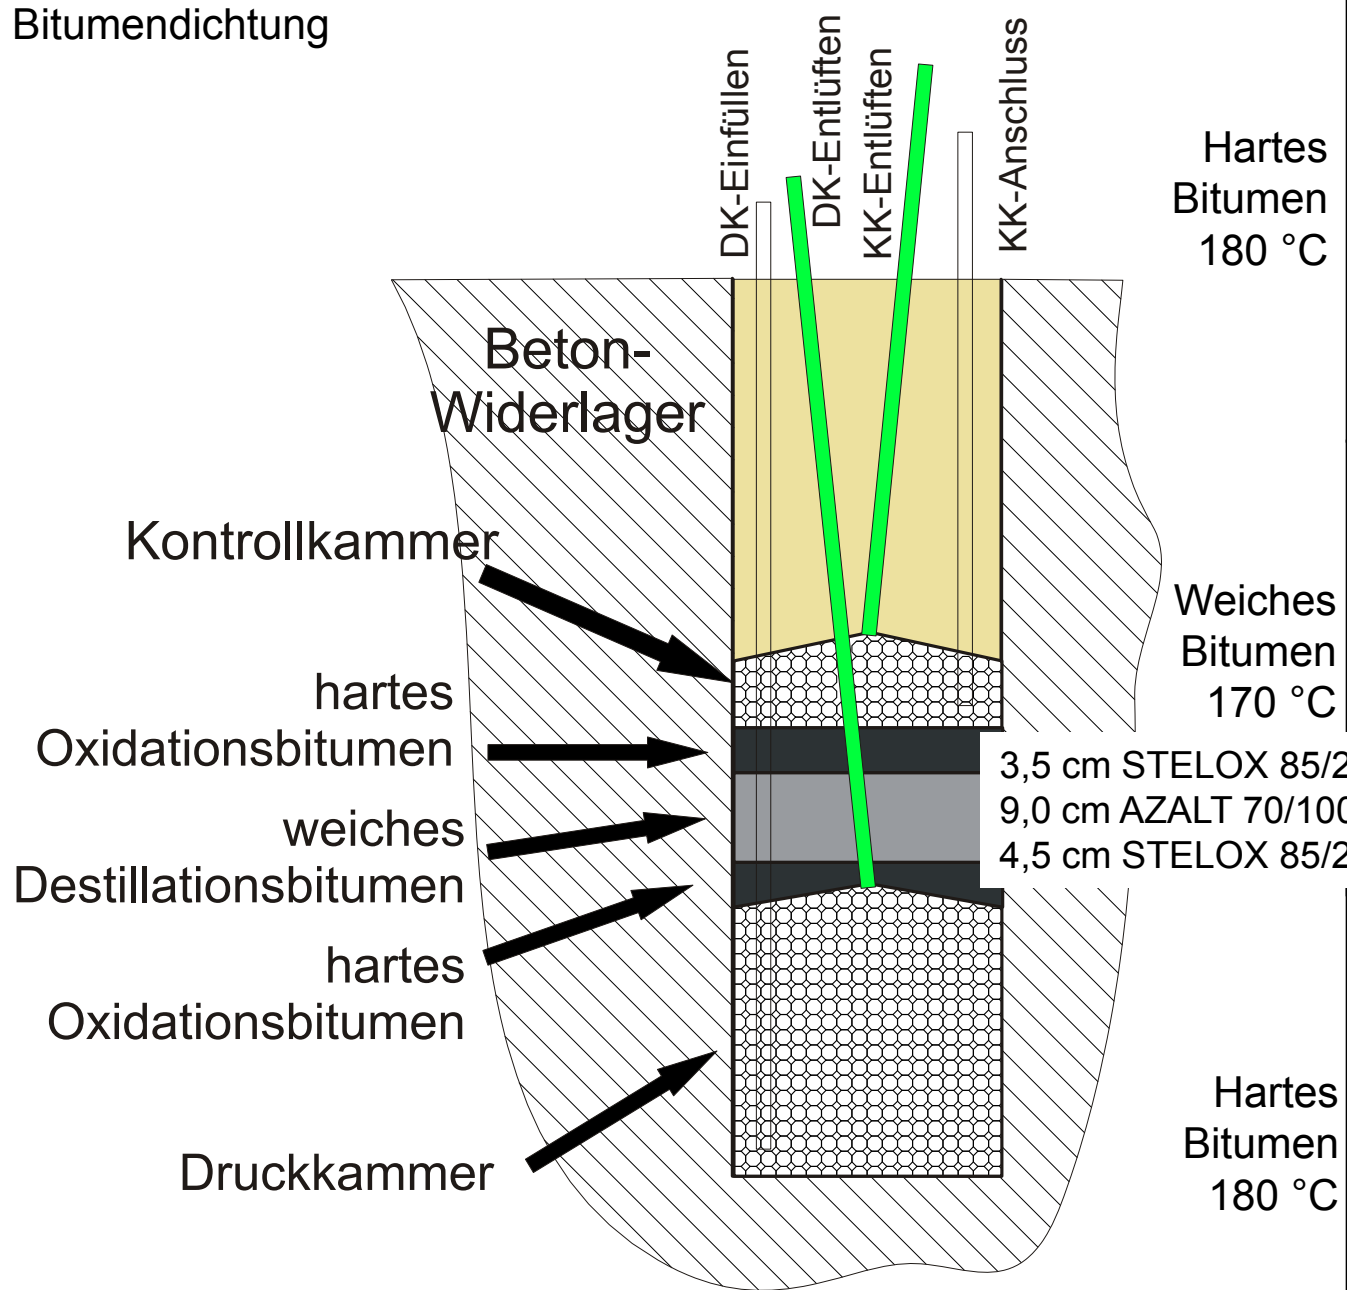 Bitumendichtung
DK-Einfüllen
DK-Entlüften
KK-Entlüften
KK-Anschluss
Hartes
Bitumen
180 °C
Beton-
Widerlager
Kontrollkammer
hartes
Oxidationsbitumen
weiches
Destillationsbitumen
hartes
Oxidationsbitumen
Druckkammer
Weiches
Bitumen
170 °C
3,5 cm STELOX 85/2
9,0 cm AZALT 70/100
4,5 cm STELOX 85/2
Hartes
Bitumen
180 °C